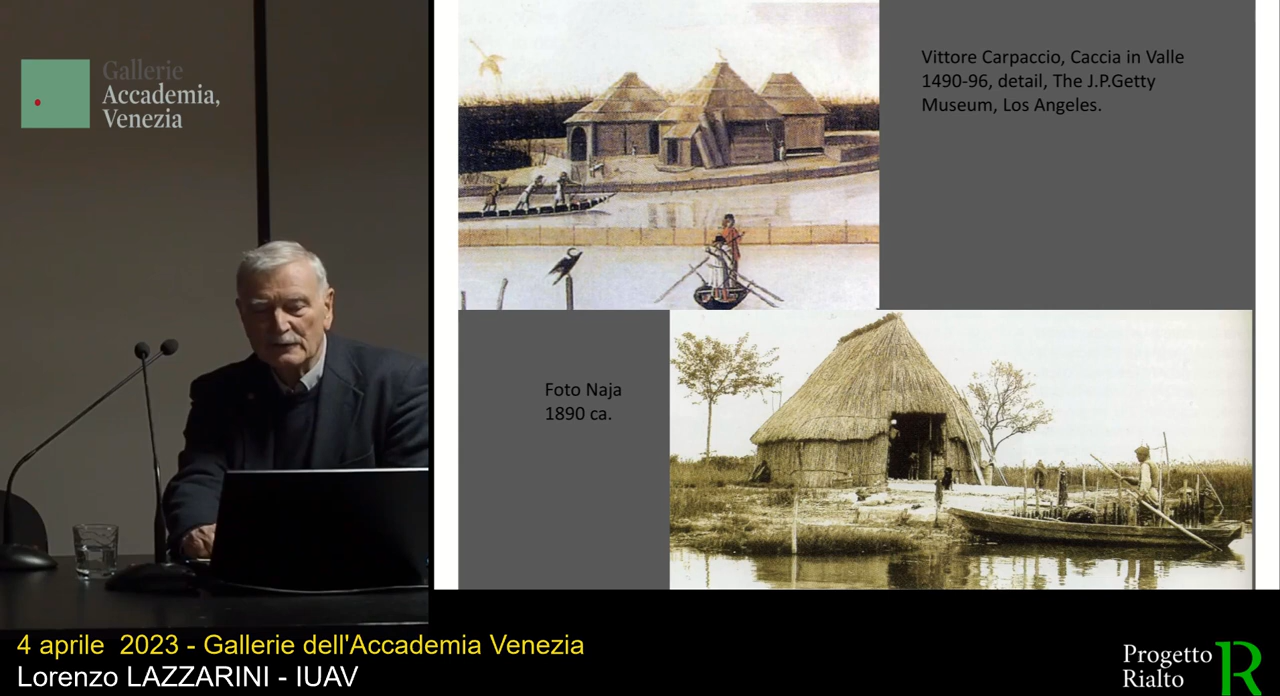 Gallerie
Accademia,
Venezia
Vittore Carpaccio, Caccia in Valle
1490-96, detail, The J.P.Getty
Museum, Los Angeles.
Foto Naja
1890 ca.
4 aprile 2023 - Gallerie dell'Accademia Venezia
Lorenzo LAZZARINI - IUAV
Progetto
Rialto
R